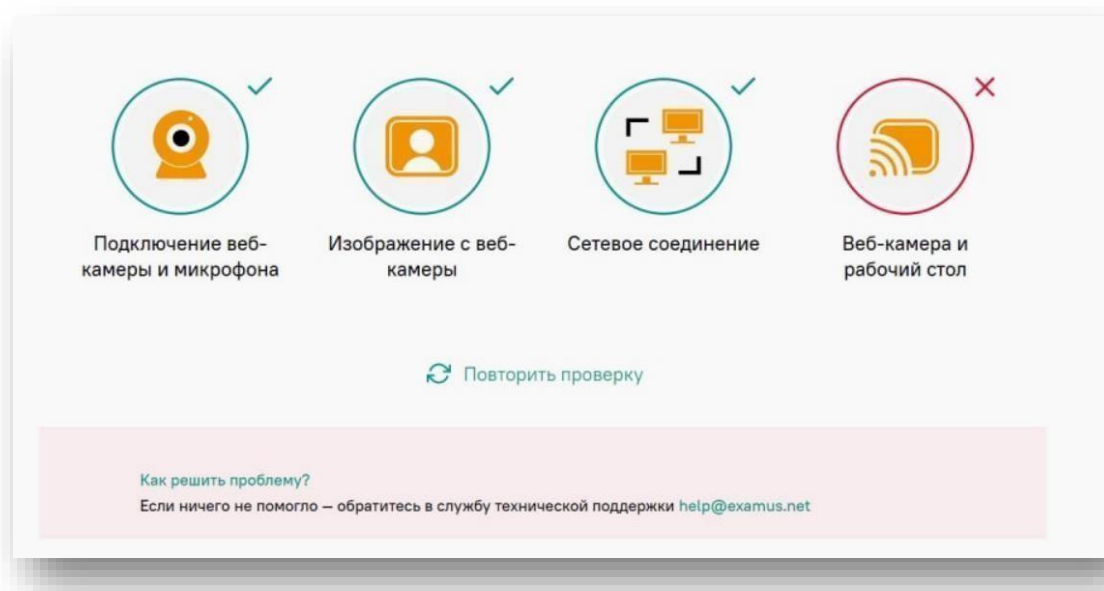 Подключение веб-
камеры и микрофона
Изображение с веб-
камеры
Сетевое соединение
Веб-камера и
рабочий стол
Повторить проверку
Как решить проблему?
Если ничего не помогло — обратитесь в службу технической поддержки help@examus.net